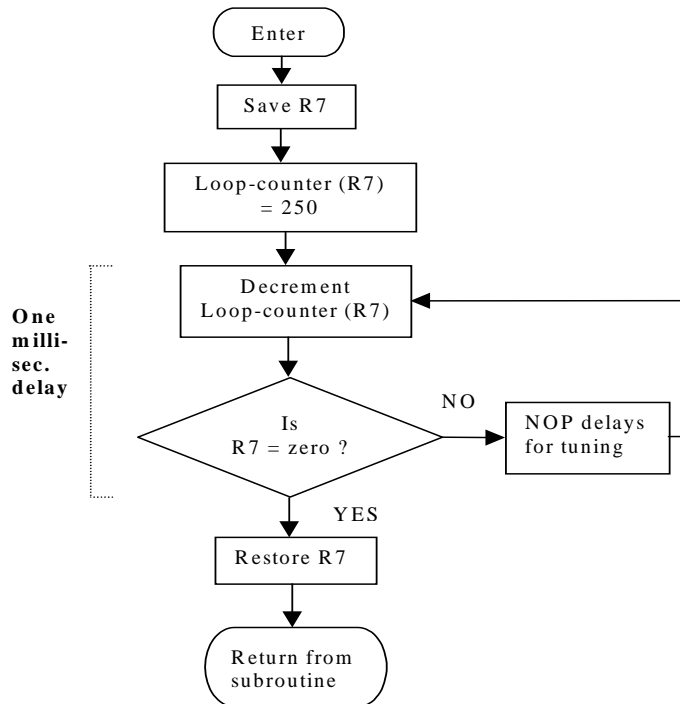 Enter
Save R7
Loop-counter (R7)
= 250
Decrement
Loop-counter (R7)
One
milli-
sec.
delay
Is
R7 = zero ?
NO
NOP delays
for tuning
YES
Restore R7
Return from
subroutine